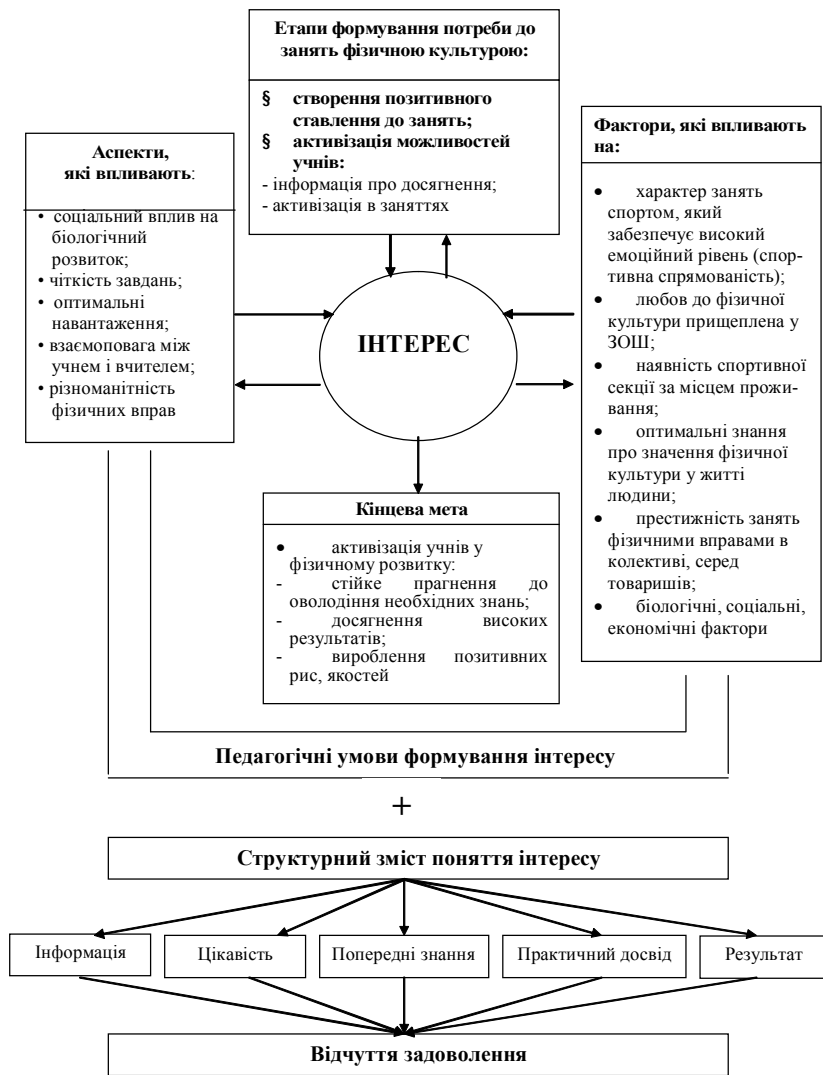 Етапи формування потреби до
занять фізичною культурою:
§ створення позитивного
ставлення до занять;
§ активізація можливостей
учнів:
- інформація про досягнення;
- активізація в заняттях
Аспекти,
які впливають:
• соціальний вплив на
біологічний
розвиток;
• чіткість завдань;
• оптимальні
навантаження;
• взаємоповага між
учнем і вчителем;
• різноманітність
фізичних вправ
ІНТЕРЕС
Фактори, які впливають
на:
• характер занять
спортом, який
забезпечує високий
емоційний рівень (спор-
тивна спрямованість);
• любов до фізичної
культури прищеплена у
ЗОШ;
• наявність спортивної
секції за місцем прожи-
вання;
• оптимальні знання
про значення фізичної
культури у житті
людини;
• престижність занять
фізичними вправами в
колективі, серед
товаришів;
• біологічні, соціальні,
економічні фактори
Кінцева мета
• активізація учнів у
фізичному розвитку:
- стійке прагнення до
оволодіння необхідних знань;
- досягнення високих
результатів;
- вироблення позитивних
рис, якостей
Педагогічні умови формування інтересу
+
Структурний зміст поняття інтересу
Інформація
Цікавість
Попередні знання
Практичний досвід
Результат
Відчуття задоволення